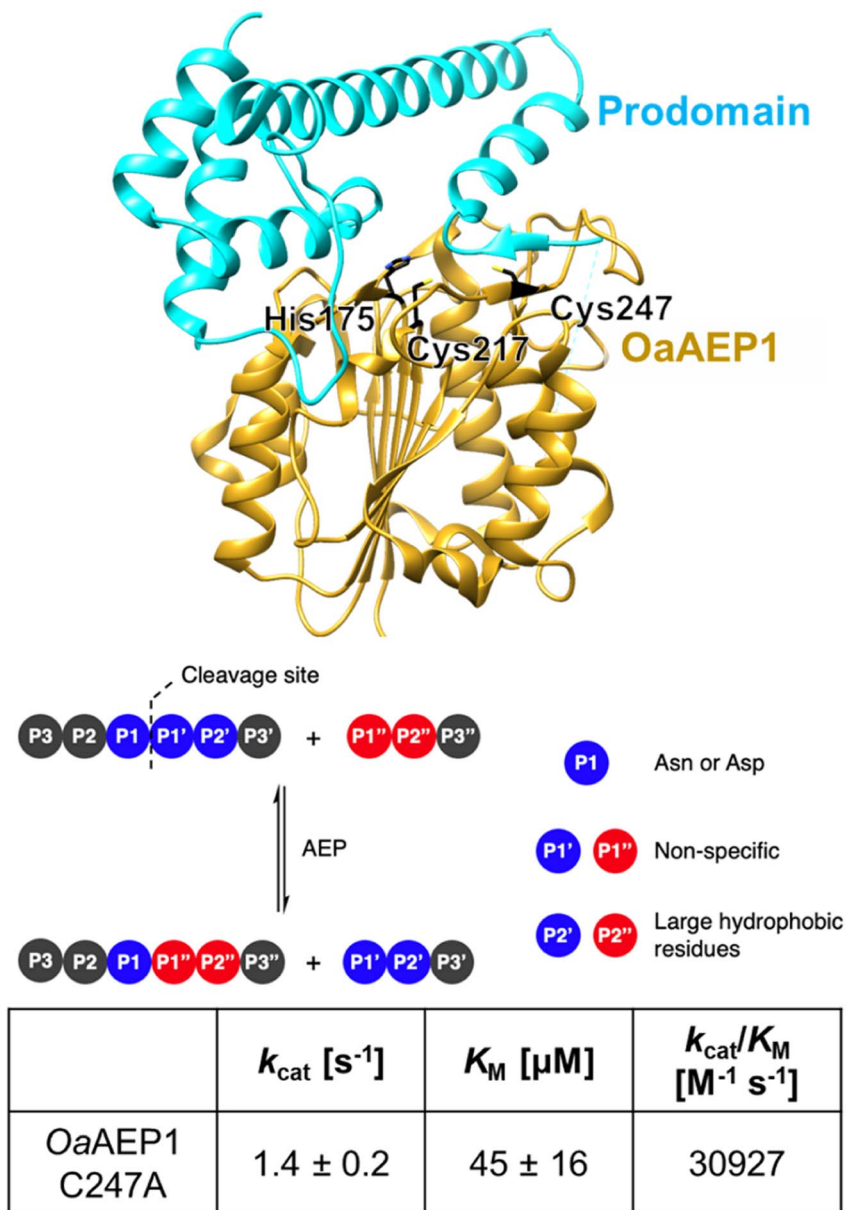 Prodomain
His175
Cys247
Cys217
OaAEP1
Cleavage site
P3 P2 P1 P1' P2' P3' + P1" P2" P3"
P1 Asn or Asp
AEP
P1' P1" Non-specific
P2' P2" Large hydrophobic
residues
P3 P2 P1 P1" P2" P3" + P1' P2' P3'
kcat [s-1] KM [µM] kcat/KM
[M-1 s-1]
OaAEP1
C247A 1.4 ± 0.2 45 ± 16 30927